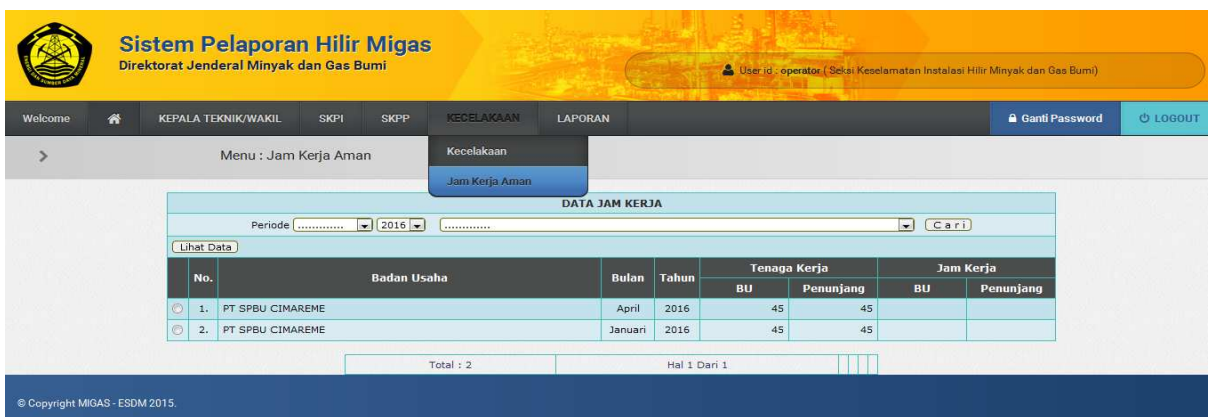 Sistem Pelaporan Hilir Migas
Direktorat Jenderal Minyak dan Gas Bumi
User id : operator ( Seksi Keselamatan Instalasi Hilir Minyak dan Gas Bumi)
Welcome KEPALA TEKNIK/WAKIL SKPI SKPP KECELAKAAN LAPORAN Ganti Password LOGOUT
Menu : Jam Kerja Aman
Kecelakaan
Jam Kerja Aman
DATA JAM KERJA
Periode ............. 2016 ............. Cari
Lihat Data
No. Badan Usaha Bulan Tahun Tenaga Kerja Jam Kerja
BU Penunjang BU Penunjang
1. PT SPBU CIMAREME April 2016 45 45
2. PT SPBU CIMAREME Januari 2016 45 45
Total : 2 Hal 1 Dari 1
© Copyright MIGAS - ESDM 2015.